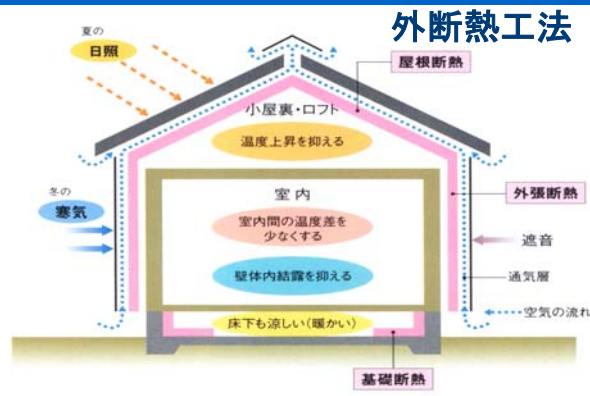 外断熱工法
夏の
日照
屋根断熱
小屋裏・ロフト
温度上昇を抑える
冬の
寒気
室内
外張断熱
室内間の温度差を
少なくする
遮音
壁体内結露を抑える
通気層
空気の流れ
床下も涼しい(暖かい)
基礎断熱